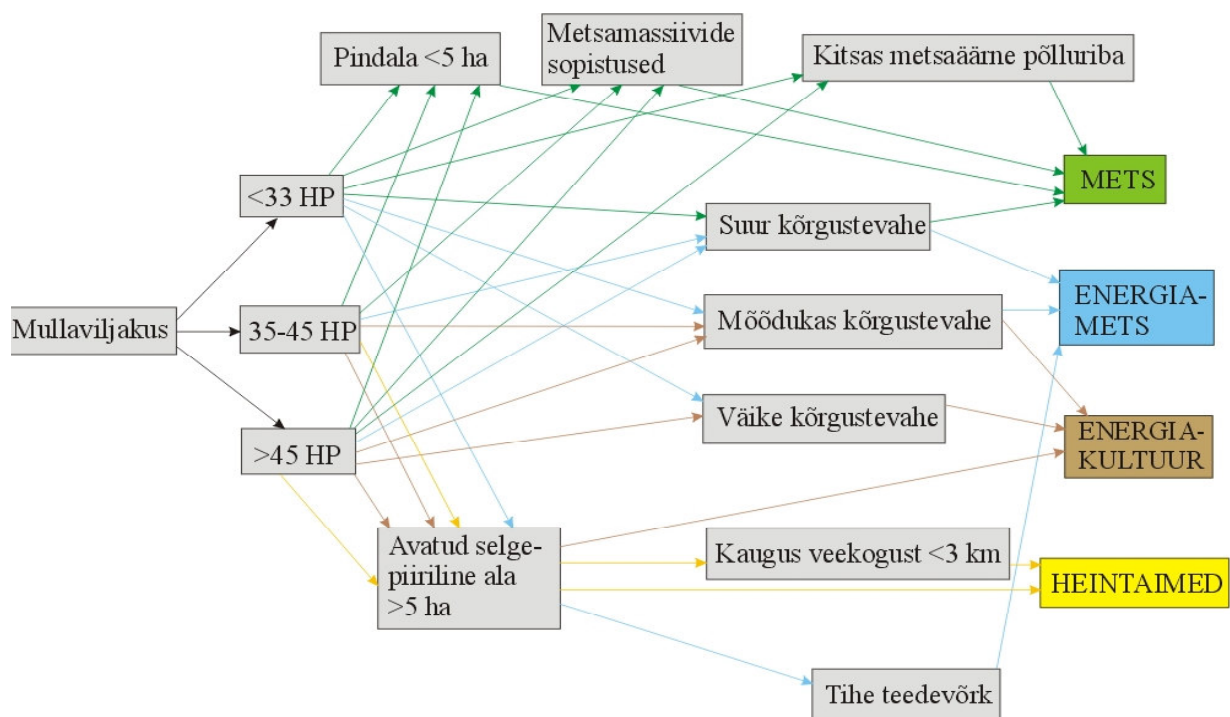 Pindala <5 ha
Metsamassiivide
sopistused
Kitsas metsaäärne põlluriba
<33 HP
METS
Suur kõrgustevahe
Mullaviljakus
35-45 HP
Mõõdukas kõrgustevahe
ENERGIA-
METS
Väike kõrgustevahe
>45 HP
ENERGIA-
KULTUUR
Avatud selge-
piiriline ala
>5 ha
Kaugus veekogust <3 km
HEINTAIMED
Tihe teedevõrk